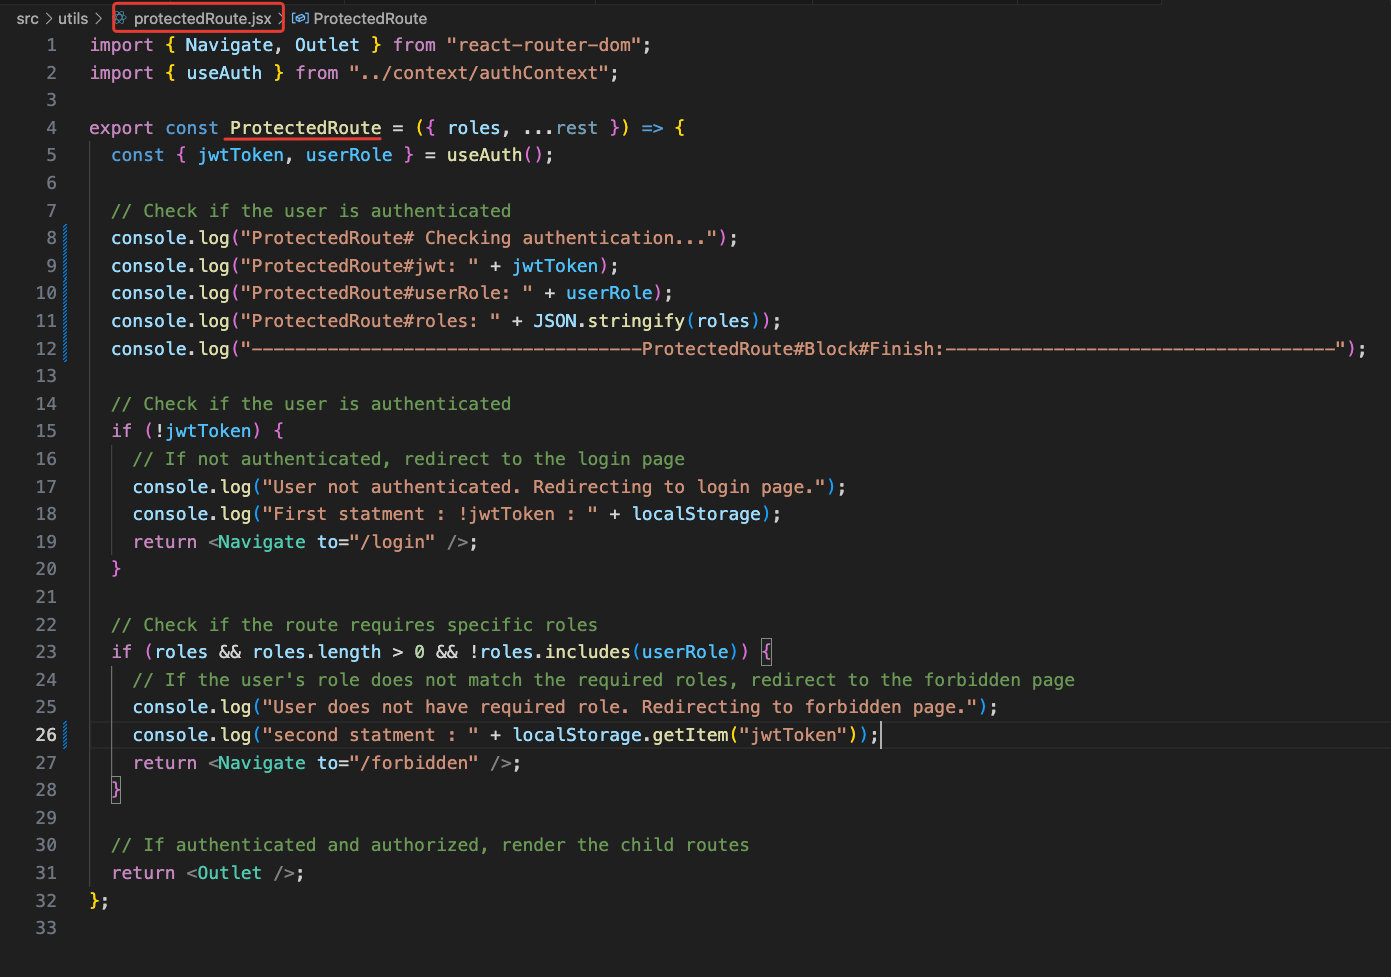 src > utils > protectedRoute.jsx > ProtectedRoute
1 import { Navigate, Outlet } from "react-router-dom";
2 import { useAuth } from "../context/authContext";
3
4 export const ProtectedRoute = ({ roles, ...rest }) => {
5 const { jwtToken, userRole } = useAuth();
6
7 // Check if the user is authenticated
8 console.log("ProtectedRoute# Checking authentication...");
9 console.log("ProtectedRoute#jwt: " + jwtToken);
10 console.log("ProtectedRoute#userRole: " + userRole);
11 console.log("ProtectedRoute#roles: " + JSON.stringify(roles));
12 console.log("------------------------------------ProtectedRoute#Block#Finish:------------------------------------");
13
14 // Check if the user is authenticated
15 if (!jwtToken) {
16 // If not authenticated, redirect to the login page
17 console.log("User not authenticated. Redirecting to login page.");
18 console.log("First statment : !jwtToken : " + localStorage);
19 return <Navigate to="/login" />;
20 }
21
22 // Check if the route requires specific roles
23 if (roles && roles.length > 0 && !roles.includes(userRole)) {
24 // If the user's role does not match the required roles, redirect to the forbidden page
25 console.log("User does not have required role. Redirecting to forbidden page.");
26 console.log("second statment : " + localStorage.getItem("jwtToken"));
27 return <Navigate to="/forbidden" />;
28 }
29
30 // If authenticated and authorized, render the child routes
31 return <Outlet />;
32 };
33